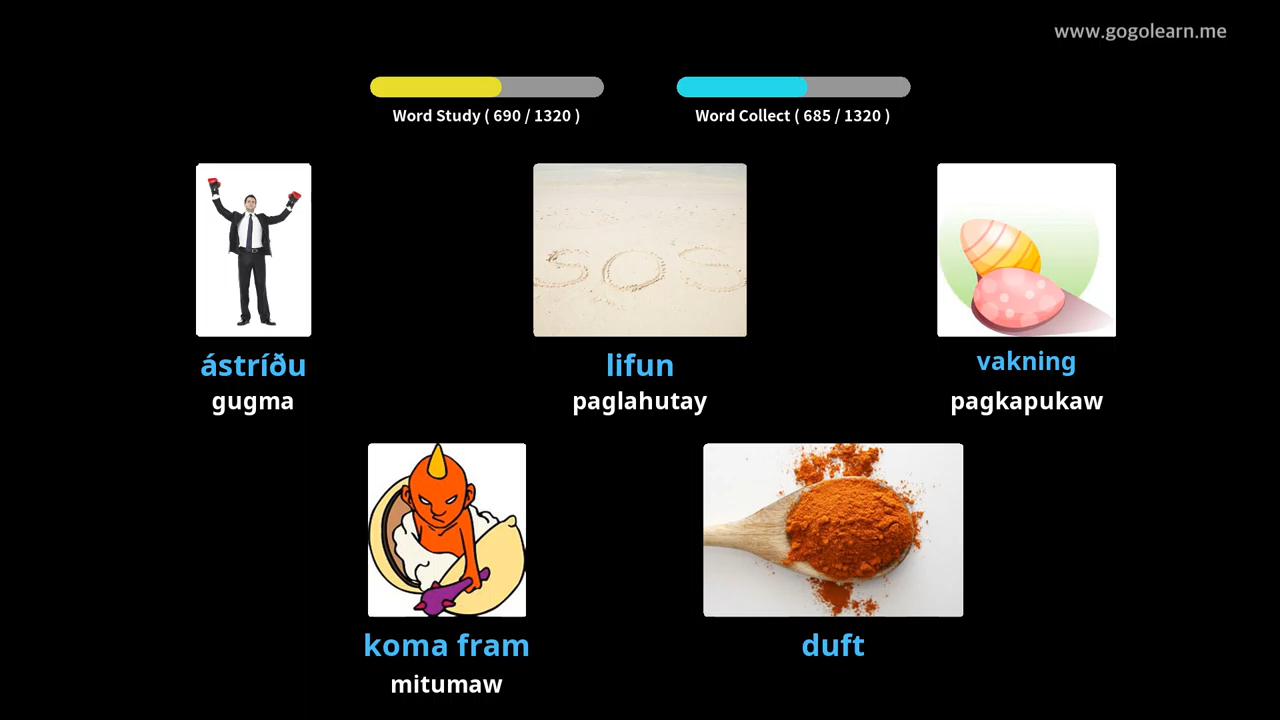 www.gogolearn.me
Word Study ( 690 / 1320 )
Word Collect ( 685 / 1320 )
SOS
ástríðu
gugma
lifun
paglahutay
vakning
pagkapukaw
koma fram
mitumaw
duft